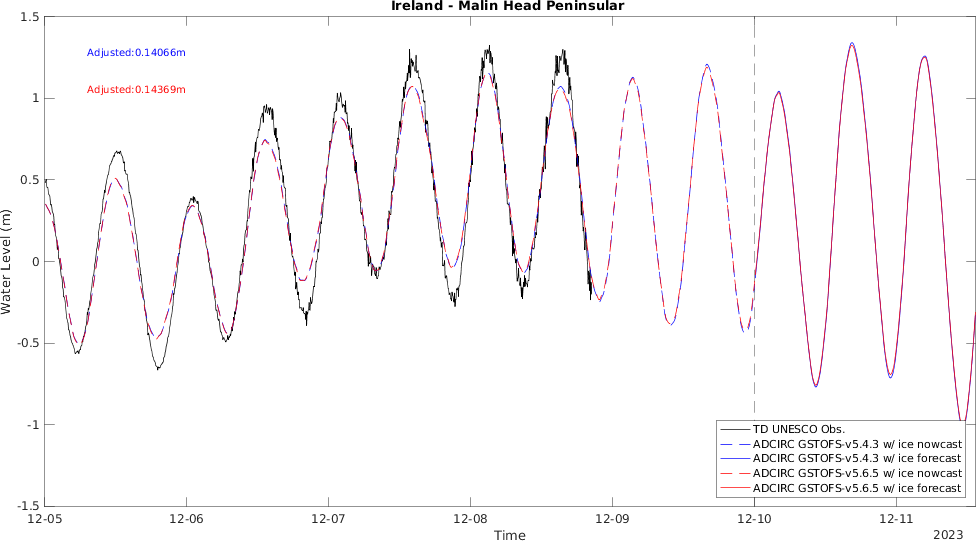 Ireland - Malin Head Peninsular
1.5
Adjusted:0.14066m
Adjusted:0.14369m
1
0.5
Water Level (m)
0
-0.5
-1
TD UNESCO Obs.
ADCIRC GSTOFS-v5.4.3 w/ ice nowcast
ADCIRC GSTOFS-v5.4.3 w/ ice forecast
ADCIRC GSTOFS-v5.6.5 w/ ice nowcast
ADCIRC GSTOFS-v5.6.5 w/ ice forecast
-1.5
12-05 12-06 12-07 12-08 12-09 12-10 12-11
Time
2023